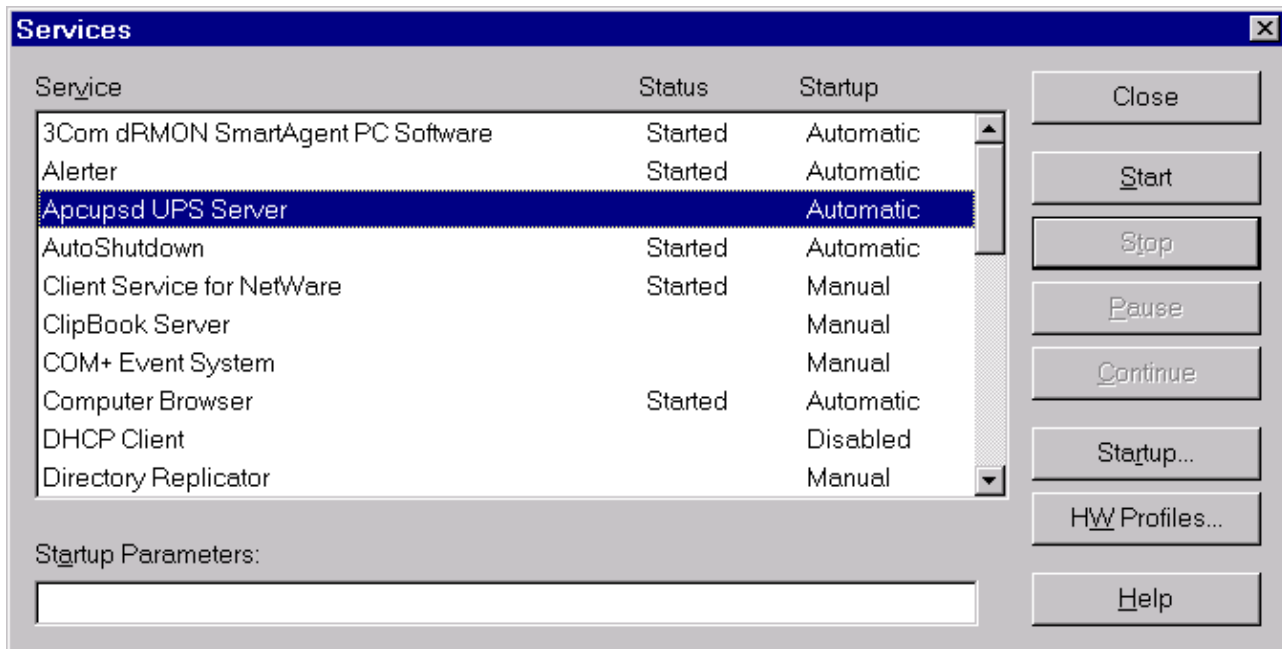 Services
Service Status Startup
3Com dRMON SmartAgent PC Software Started Automatic
Alerter Started Automatic
Apcupsd UPS Server Automatic
AutoShutdown Started Automatic
Client Service for NetWare Started Manual
ClipBook Server Manual
COM+ Event System Manual
Computer Browser Started Automatic
DHCP Client Disabled
Directory Replicator Manual
Startup Parameters:
Close
Start
Stop
Pause
Continue
Startup...
HW Profiles...
Help